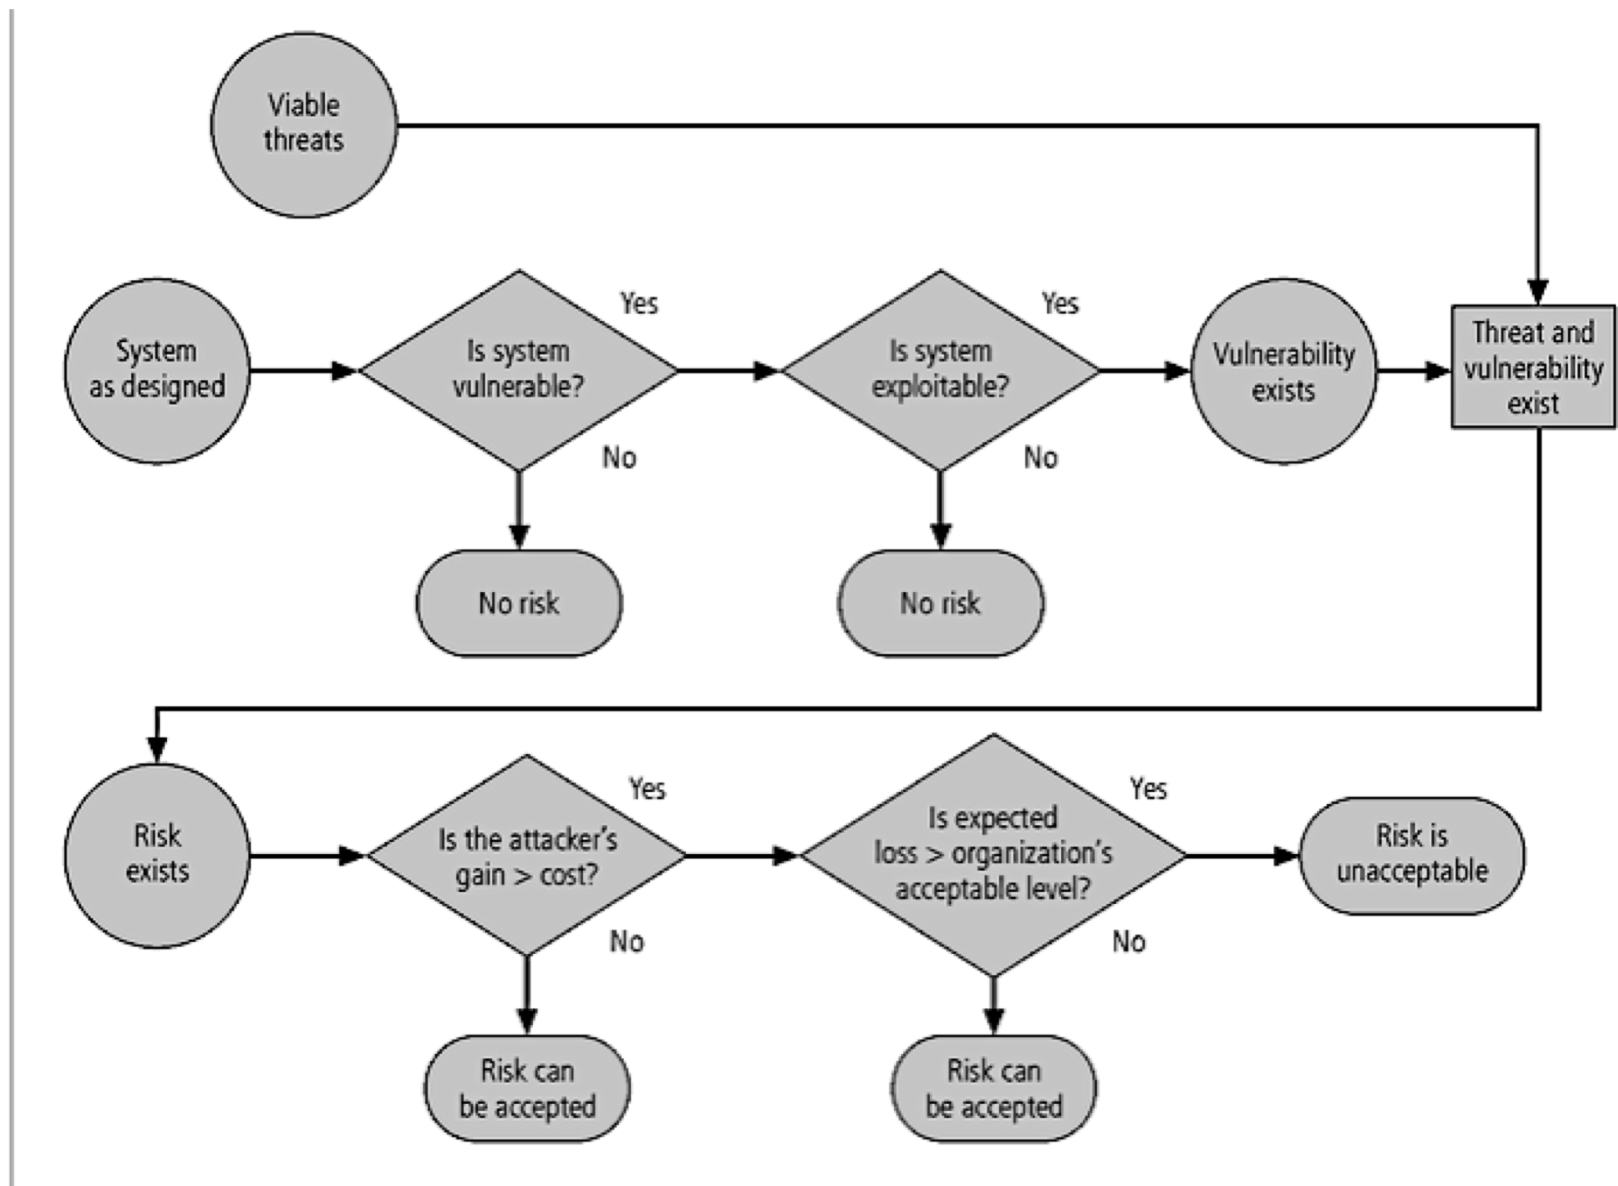 Viable
threats
System
as designed
Is system
vulnerable?
Yes
No
No risk
Is system
exploitable?
Yes
No
No risk
Vulnerability
exists
Threat and
vulnerability
exist
Risk
exists
Is the attacker's
gain > cost?
Yes
No
Risk can
be accepted
Is expected
loss > organization's
acceptable level?
Yes
No
Risk can
be accepted
Risk is
unacceptable